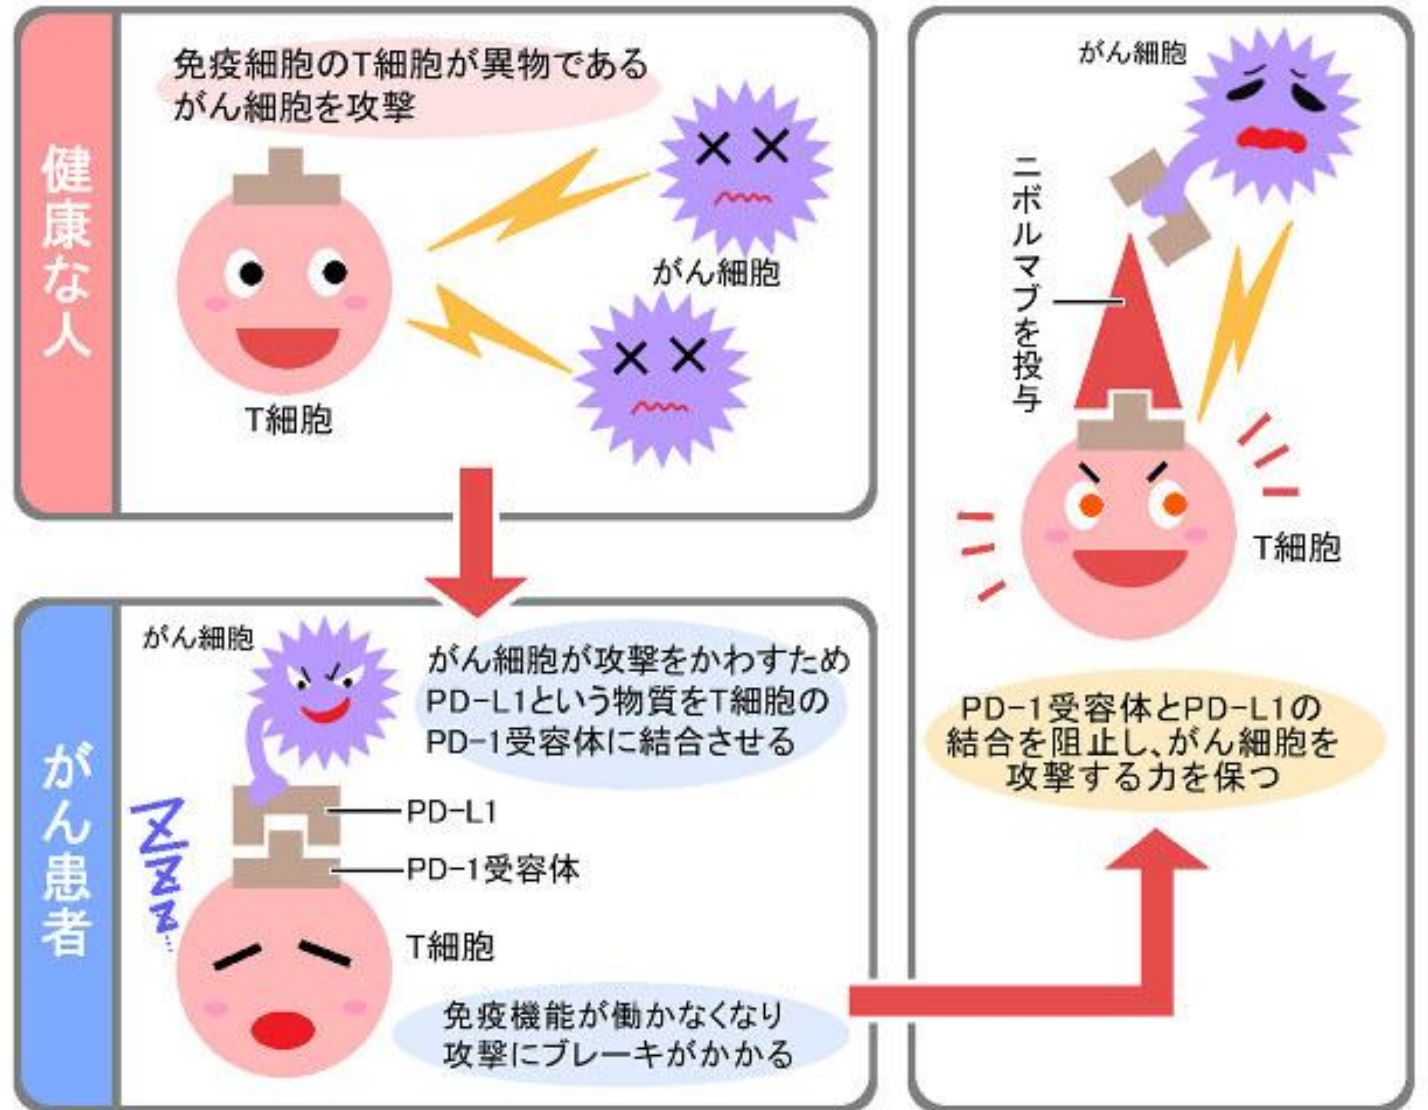 健康な人
免疫細胞のT細胞が異物である
がん細胞を攻撃
がん細胞
T細胞
がん患者
がん細胞
がん細胞が攻撃をかわすため
PD-L1という物質をT細胞の
PD-1受容体に結合させる
PD-L1
PD-1受容体
ZZZ…
T細胞
免疫機能が働かなくなり
攻撃にブレーキがかかる
がん細胞
ニボルマブを投与
T細胞
PD-1受容体とPD-L1の
結合を阻止し、がん細胞を
攻撃する力を保つ